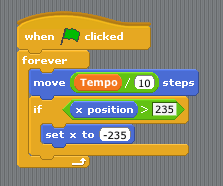 when clicked
forever
move Tempo / 10 steps
if x position > 235
set x to -235